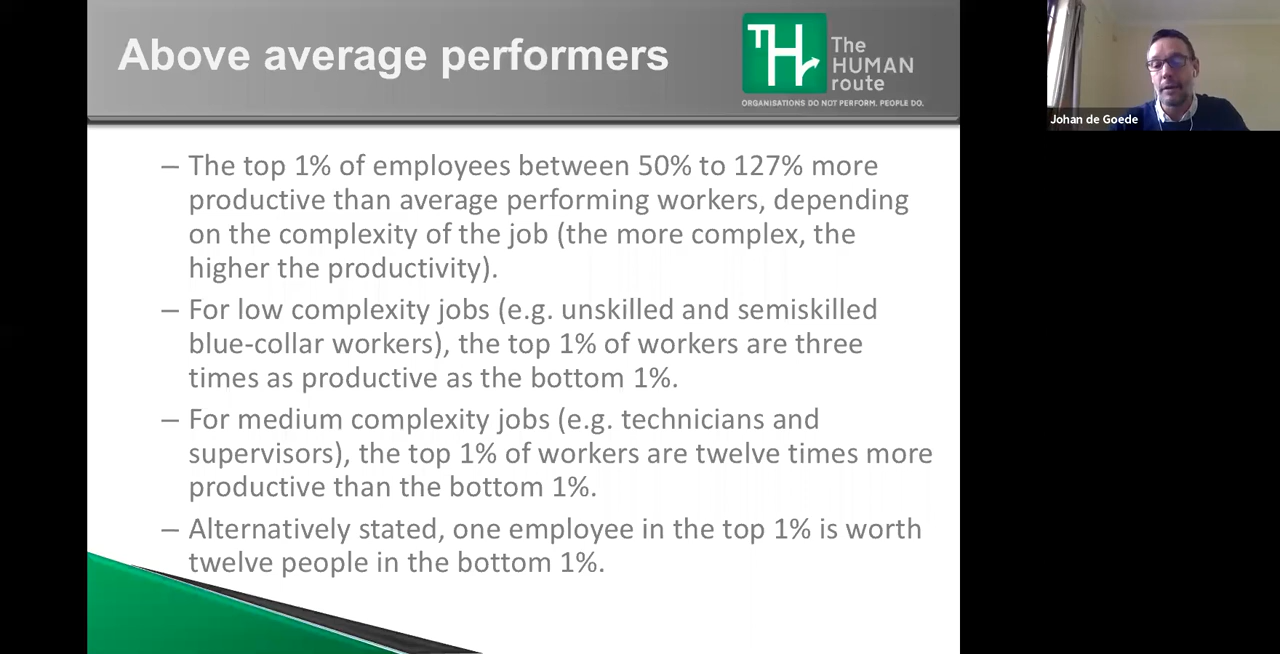 Above average performers
TH
The
HUMAN
route
ORGANISATIONS DO NOT PERFORM. PEOPLE DO.
Johan de Goede
– The top 1% of employees between 50% to 127% more
productive than average performing workers, depending
on the complexity of the job (the more complex, the
higher the productivity).
– For low complexity jobs (e.g. unskilled and semiskilled
blue-collar workers), the top 1% of workers are three
times as productive as the bottom 1%.
– For medium complexity jobs (e.g. technicians and
supervisors), the top 1% of workers are twelve times more
productive than the bottom 1%.
– Alternatively stated, one employee in the top 1% is worth
twelve people in the bottom 1%.